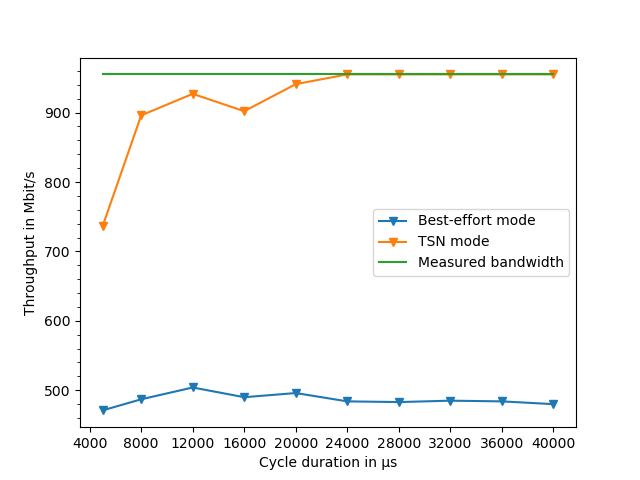 900
800
700
600
500
Throughput in Mbit/s
Best-effort mode
TSN mode
Measured bandwidth
4000 8000 12000 16000 20000 24000 28000 32000 36000 40000
Cycle duration in µs